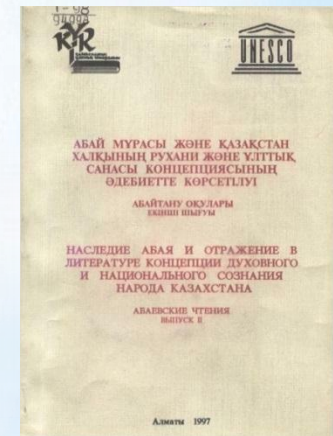 UNESCO
АБАЙ МҰРАСЫ ЖӘНЕ ҚАЗАҚСТАН
ХАЛҚЫНЫҢ РУХАНИ ЖӘНЕ ҰЛТТЫҚ
САНАСЫ КОНЦЕПЦИЯСЫНЫҢ
ӘДЕБИЕТТЕ КӨРСЕТІЛУІ
АБАЙТАНУ ОҚУЛАРЫ
ЕКІНШІ ШЫҒУЫ
НАСЛЕДИЕ АБАЯ И ОТРАЖЕНИЕ В
ЛИТЕРАТУРЕ КОНЦЕПЦИИ ДУХОВНОГО
И НАЦИОНАЛЬНОГО СОЗНАНИЯ
НАРОДА КАЗАХСТАНА
АБАЕВСКИЕ ЧТЕНИЯ
ВЫПУСК II
Алматы 1997